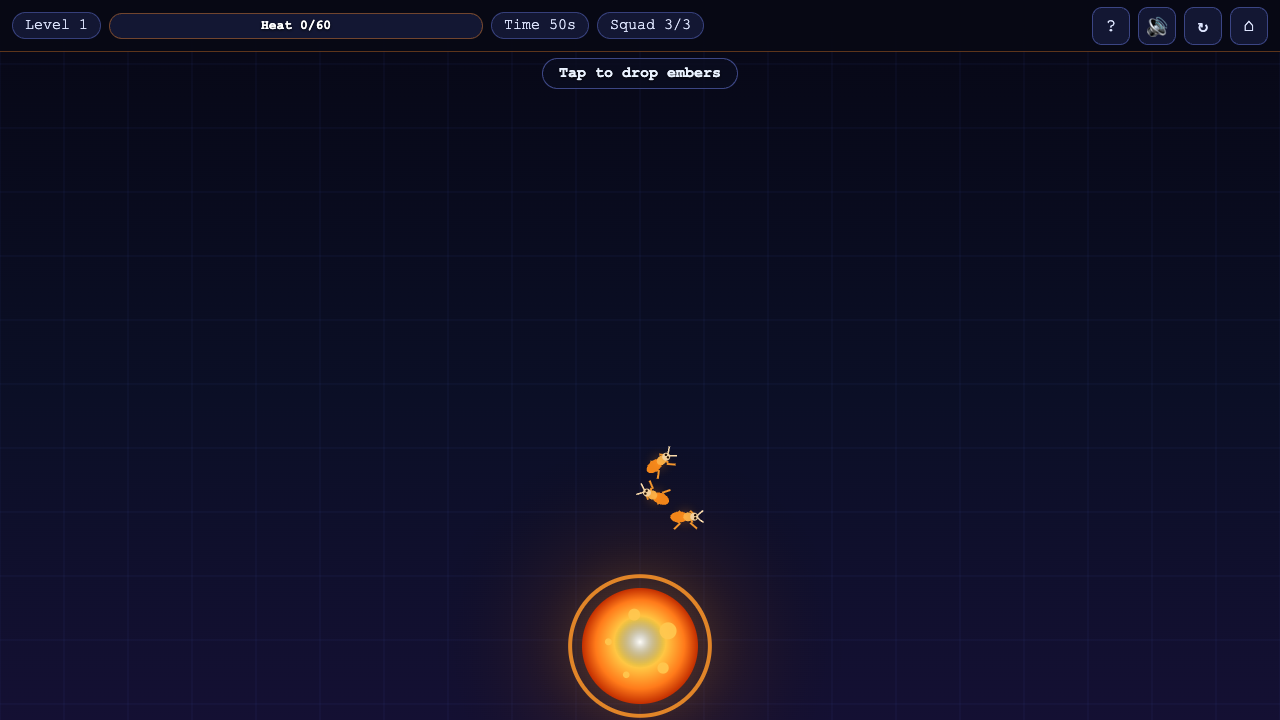 Level 1
Heat 0/60
Time 50s
Squad 3/3
?
Tap to drop embers